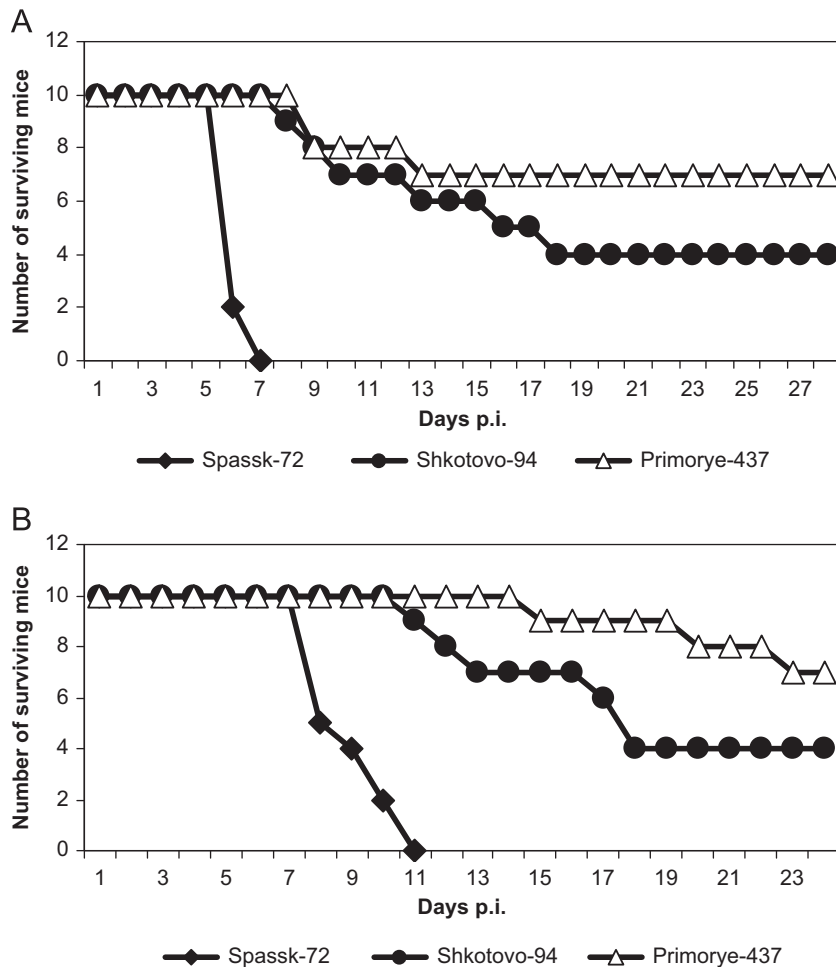 A
Number of surviving mice
12
10
8
6
4
2
0
1 3 5 7 9 11 13 15 17 19 21 23 25 27
Days p.i.
Spassk-72 Shkotovo-94 Primorye-437
B
Number of surviving mice
12
10
8
6
4
2
0
1 3 5 7 9 11 13 15 17 19 21 23
Days p.i.
Spassk-72 Shkotovo-94 Primorye-437